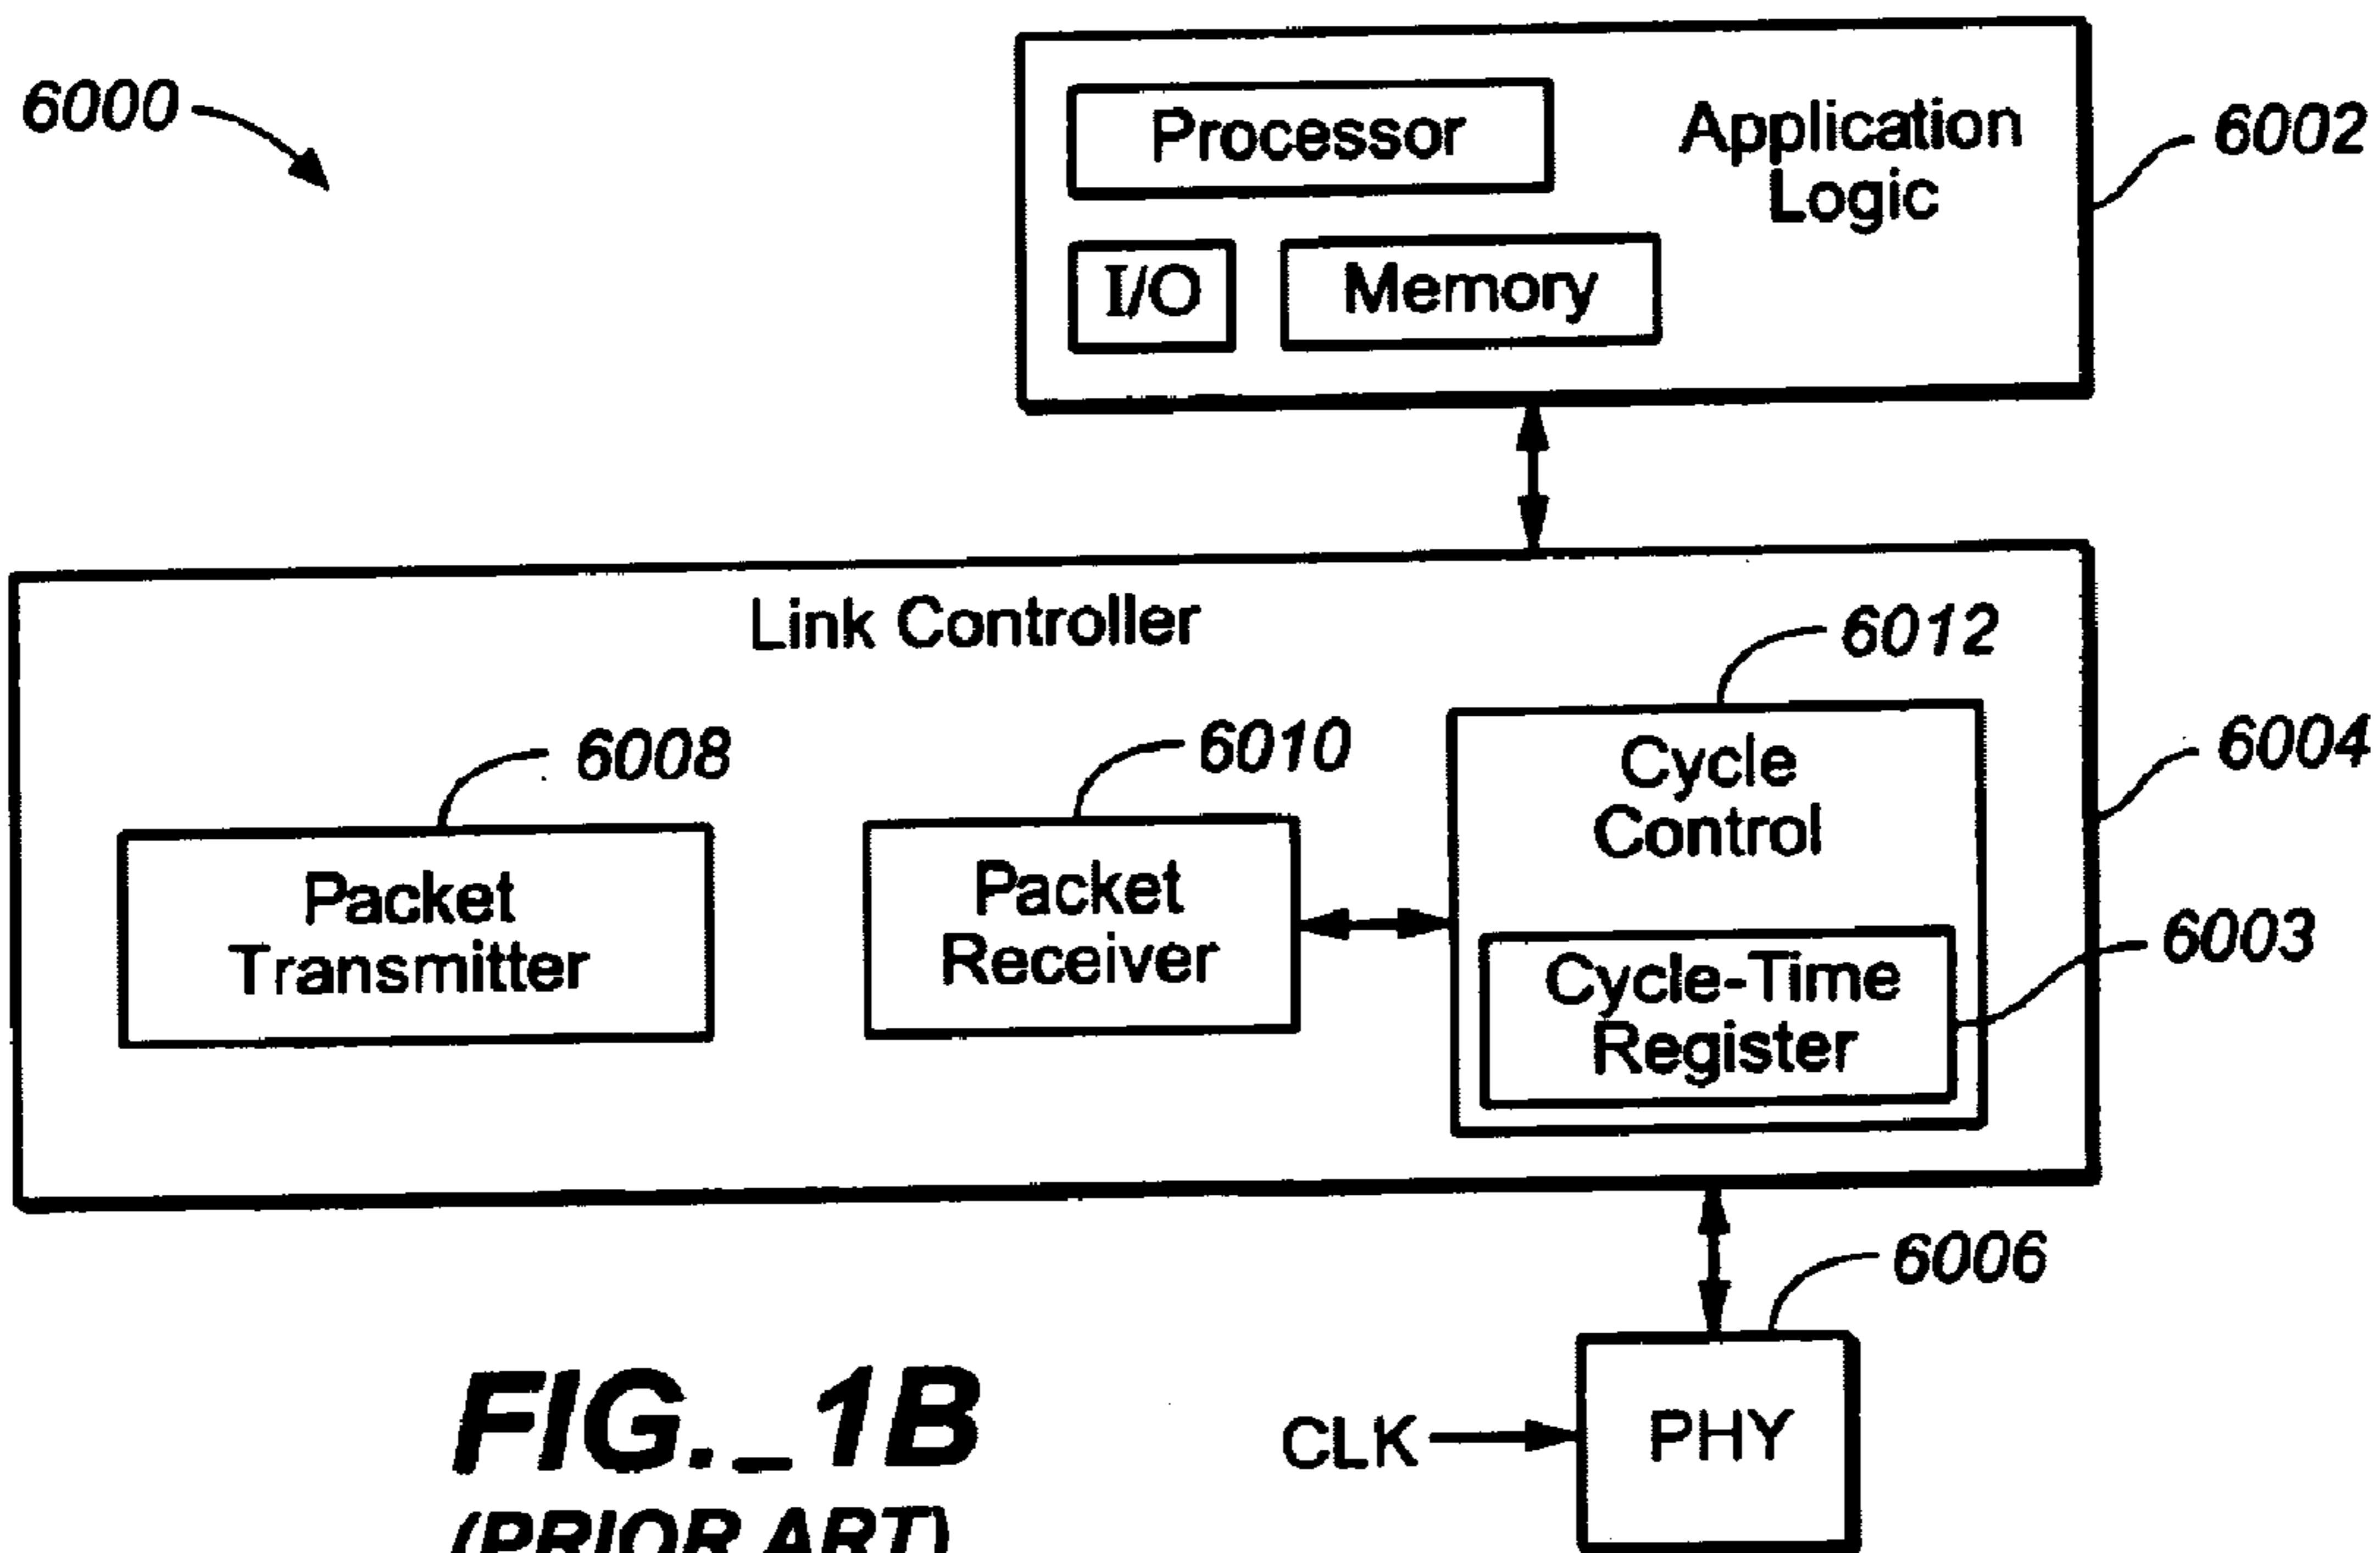 6000
Processor
Application
Logic
6002
I/O
Memory
Link Controller
6012
6008
6010
6004
Cycle
Control
Packet
Transmitter
Packet
Receiver
6003
Cycle-Time
Register
6006
CLK
PHY
FIG._1B
(PRIOR ART)